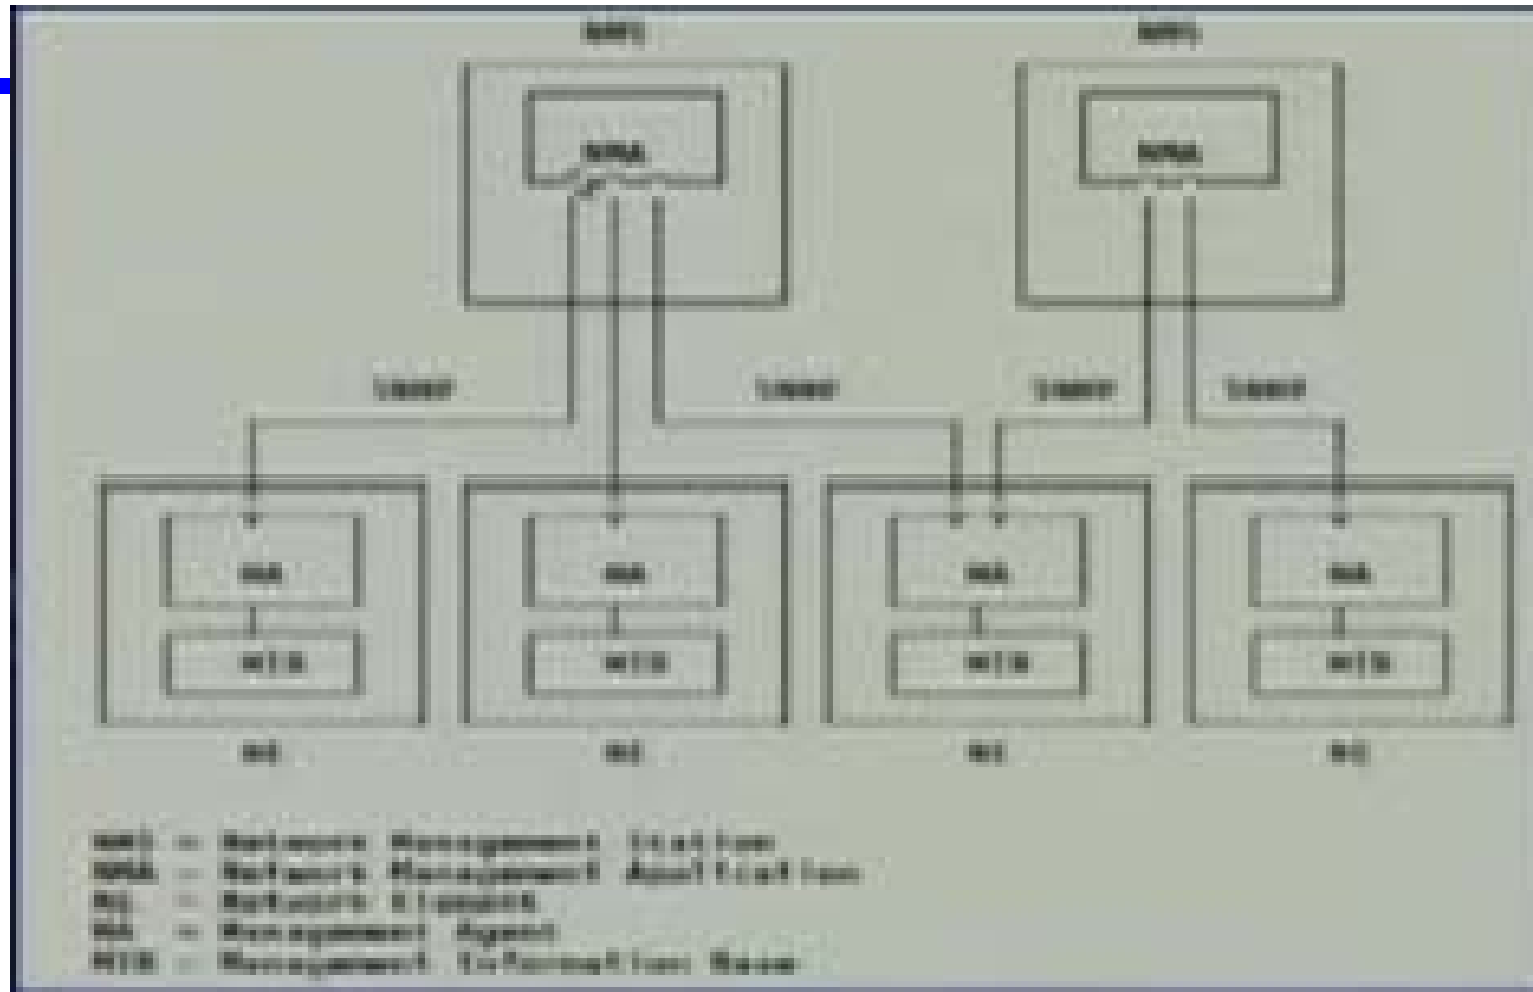 NMS NMS
NMA NMA
SNMP SNMP SNMP SNMP
MA MA MA MA
MIB MIB MIB MIB
NE NE NE NE
NMS - Network Management Station
NMA - Network Management Application
NE - Network Element
MA - Management Agent
MIB - Management Information Base